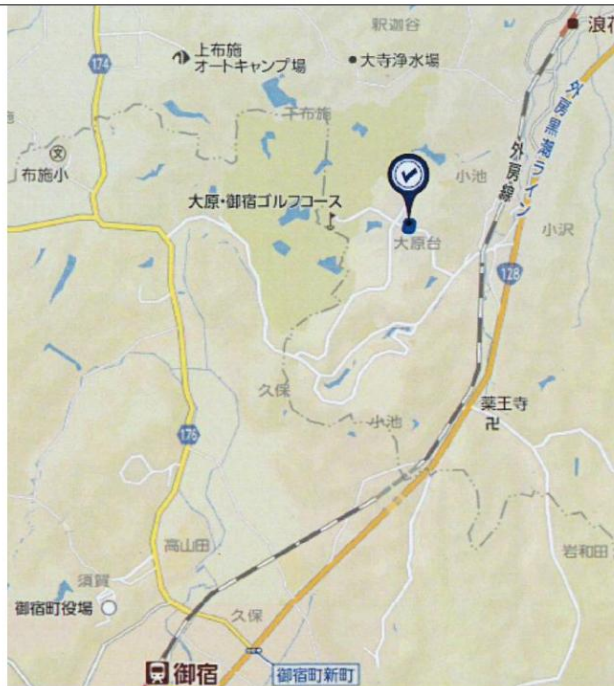 釈迦谷
浪花
174
上布施
オートキャンプ場
大寺浄水場
下布施
外房黒潮ライン
外房線
布施小
大原・御宿ゴルフコース
小池
大原台
小沢
128
久保
小池
薬王寺
卍
176
高山田
岩和田
須賀
御宿町役場
久保
御宿
御宿町新町